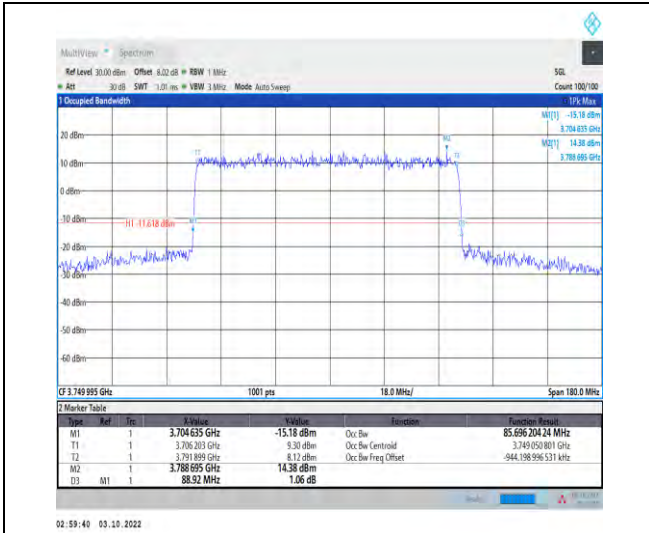 MultiView Spectrum
Ref Level 30.00 dBm Offset 8.02 dB RBW 1 MHz SGL
Att 30 dB SWT 1.01 ms VBW 3 MHz Mode Auto Sweep Count 100/100
1 Occupied Bandwidth 1Pk Max
M1[1] -15.18 dBm
3.704 635 GHz
M2[1] 14.38 dBm
3.788 695 GHz
20 dBm
M2
T1 T2
10 dBm
0 dBm
-10 dBm
H1 -11.618 dBm
-20 dBm
-30 dBm
-40 dBm
-50 dBm
-60 dBm
CF 3.749 995 GHz 1001 pts 18.0 MHz/ Span 180.0 MHz
2 Marker Table
Type Ref Trc X-Value Y-Value Function Function Result
M1 1 3.704 635 GHz -15.18 dBm Occ Bw 85.696 204 24 MHz
T1 1 3.706 203 GHz 9.30 dBm Occ Bw Centroid 3.749 050 801 GHz
T2 1 3.791 899 GHz 8.12 dBm Occ Bw Freq Offset -944.198 996 531 kHz
M2 1 3.788 695 GHz 14.38 dBm
D3 M1 1 88.92 MHz 1.06 dB
02:59:40 03.10.2022